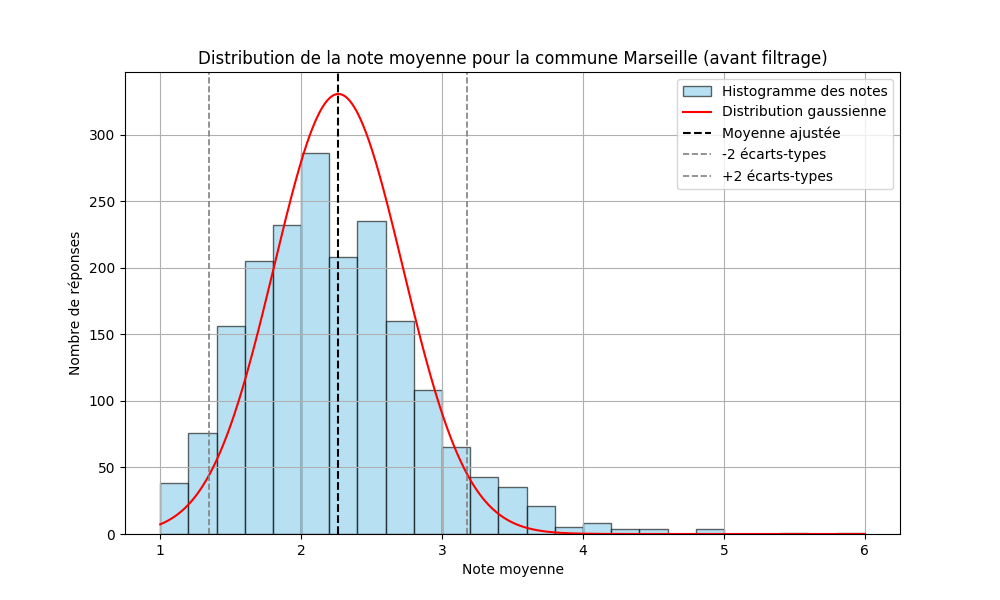 Distribution de la note moyenne pour la commune Marseille (avant filtrage)
Histogramme des notes
Distribution gaussienne
Moyenne ajustée
-2 écarts-types
+2 écarts-types
Nombre de réponses
300
250
200
150
100
50
0
1 2 3 4 5 6
Note moyenne